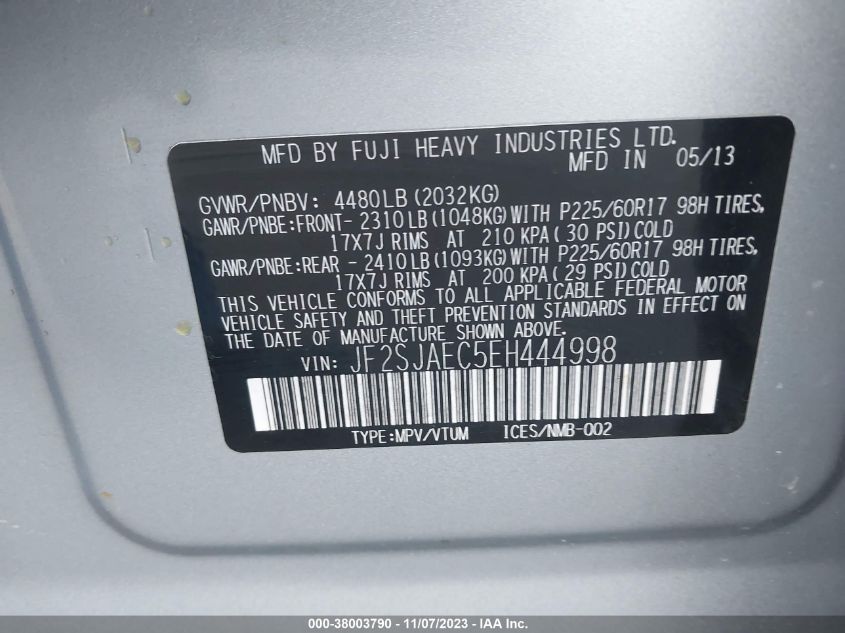 MFD BY FUJI HEAVY INDUSTRIES LTD.
MFD IN 05/13
GVWR/PNBV: 4480LB (2032KG)
GAWR/PNBE:FRONT- 2310LB (1048KG) WITH P225/60R17 98H TIRES,
17X7J RIMS AT 210 KPA ( 30 PSI) COLD
GAWR/PNBE:REAR - 2410LB (1093KG) WITH P225/60R17 98H TIRES,
17X7J RIMS AT 200 KPA ( 29 PSI) COLD
THIS VEHICLE CONFORMS TO ALL APPLICABLE FEDERAL MOTOR
VEHICLE SAFETY AND THEFT PREVENTION STANDARDS IN EFFECT ON
THE DATE OF MANUFACTURE SHOWN ABOVE.
VIN: JF2SJAEC5EH444998
TYPE:MPV/VTUM ICES/NMB-002
000-38003790 - 11/07/2023 - IAA Inc.